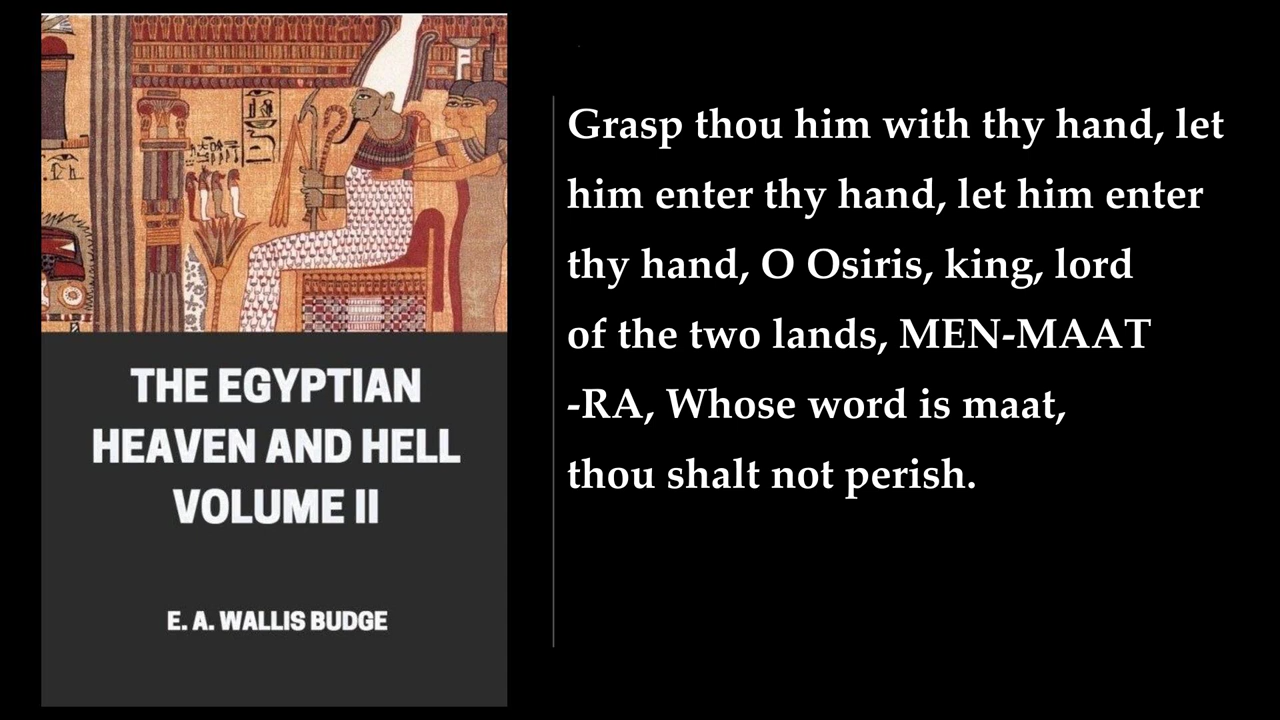 THE EGYPTIAN
HEAVEN AND HELL
VOLUME II
E. A. WALLIS BUDGE
Grasp thou him with thy hand, let
him enter thy hand, let him enter
thy hand, O Osiris, king, lord
of the two lands, MEN-MAAT
-RA, Whose word is maat,
thou shalt not perish.